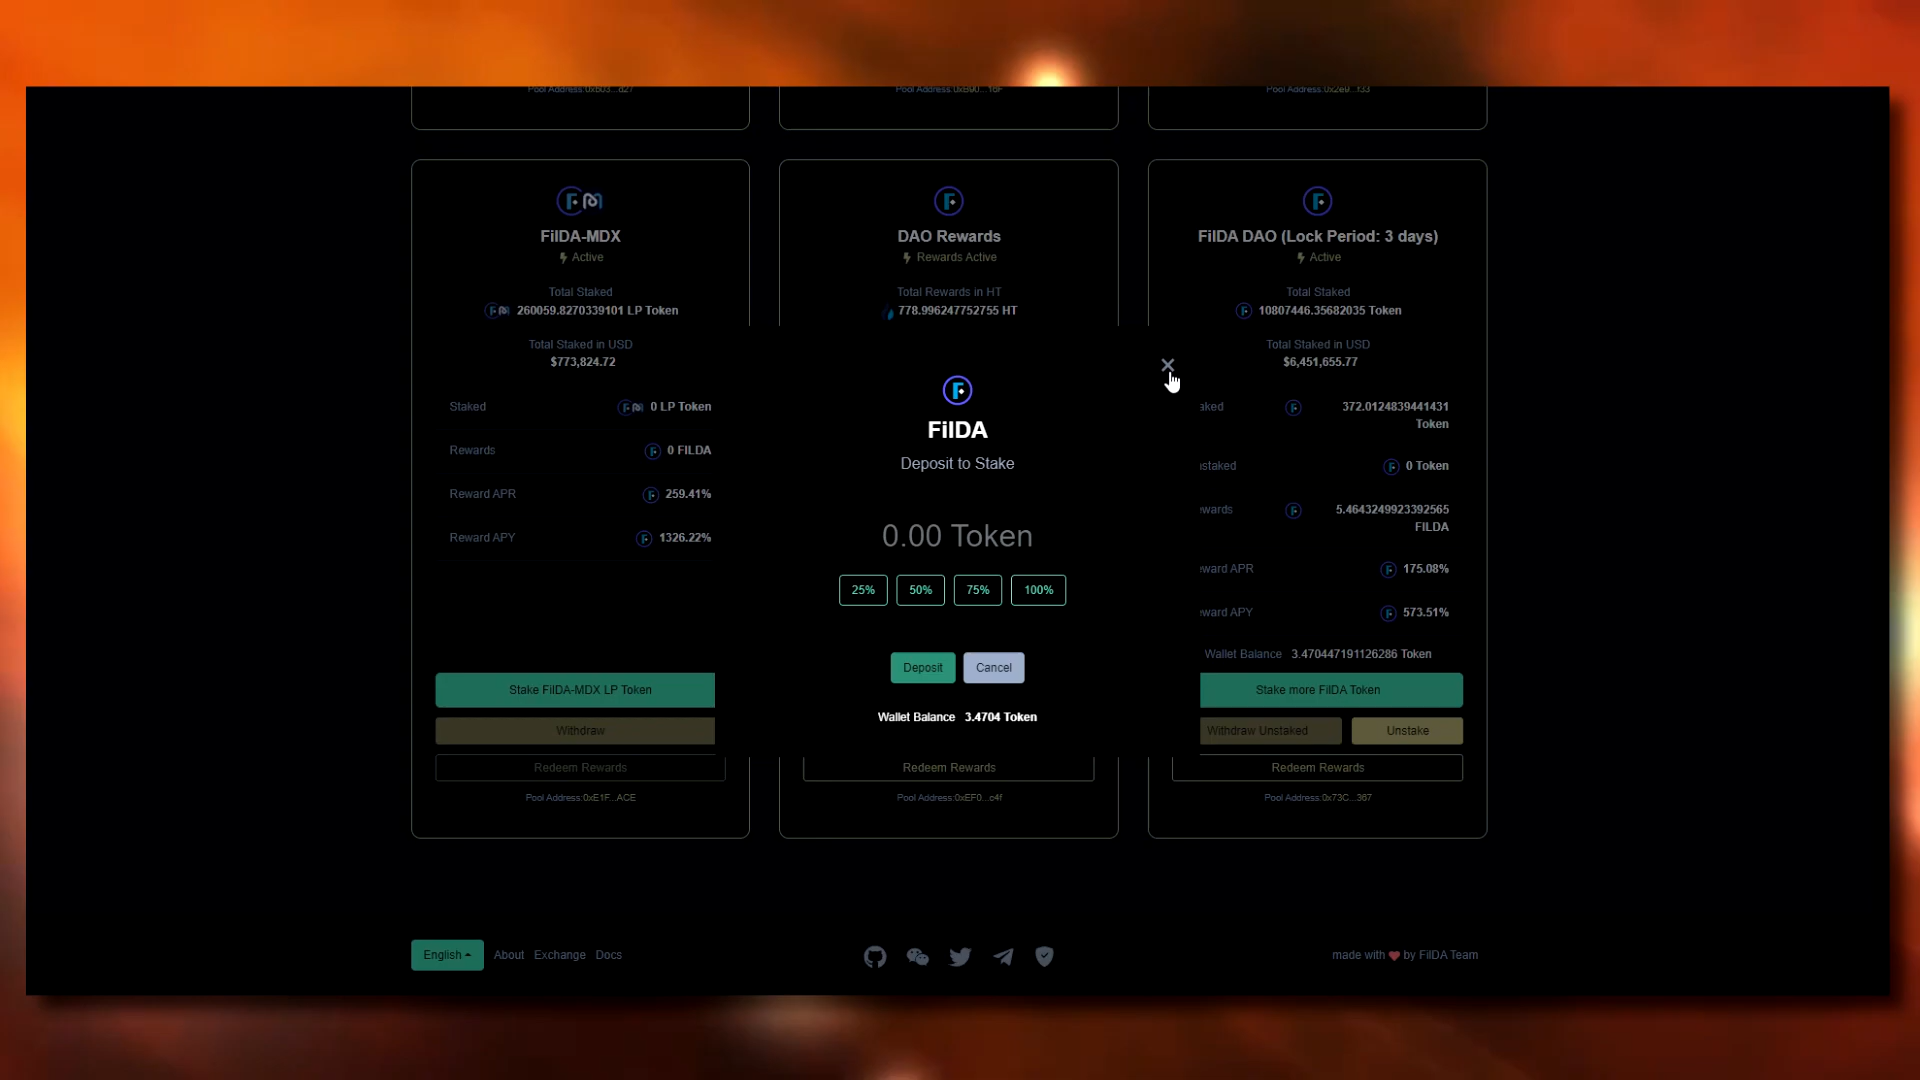 FilDA-MDX
Active
Total Staked
260059.8270339101 LP Token
Total Staked in USD
$773,824.72
Staked 0 LP Token
Rewards 0 FILDA
Reward APR 259.41%
Reward APY 1326.22%
Stake FilDA-MDX LP Token
Withdraw
Redeem Rewards
Pool Address:0xE1F...ACE
DAO Rewards
Rewards Active
Total Rewards in HT
778.996247752755 HT
FilDA
Deposit to Stake
0.00 Token
25% 50% 75% 100%
Deposit Cancel
Wallet Balance 3.4704 Token
Redeem Rewards
Pool Address:0xEF0...c4f
FilDA DAO (Lock Period: 3 days)
Active
Total Staked
10807446.35682035 Token
Total Staked in USD
$6,451,655.77
aked 372.0124839441431
Token
staked 0 Token
wards 5.4643249923392565
FILDA
ward APR 175.08%
ward APY 573.51%
Wallet Balance 3.470447191126286 Token
Stake more FilDA Token
Withdraw Unstaked Unstake
Redeem Rewards
Pool Address:0x73C...367
English About Exchange Docs
made with by FilDA Team